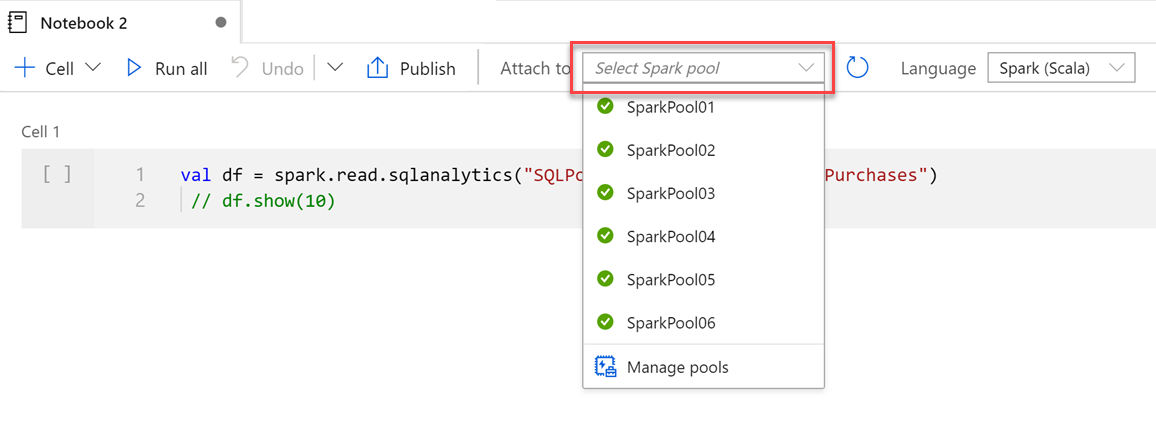 Notebook 2
Cell Run all Undo Publish Attach to Select Spark pool Language Spark (Scala)
SparkPool01
SparkPool02
SparkPool03
SparkPool04
SparkPool05
SparkPool06
Manage pools
Cell 1
[ ] 1 val df = spark.read.sqlanalytics("SQLPo Purchases")
2 // df.show(10)